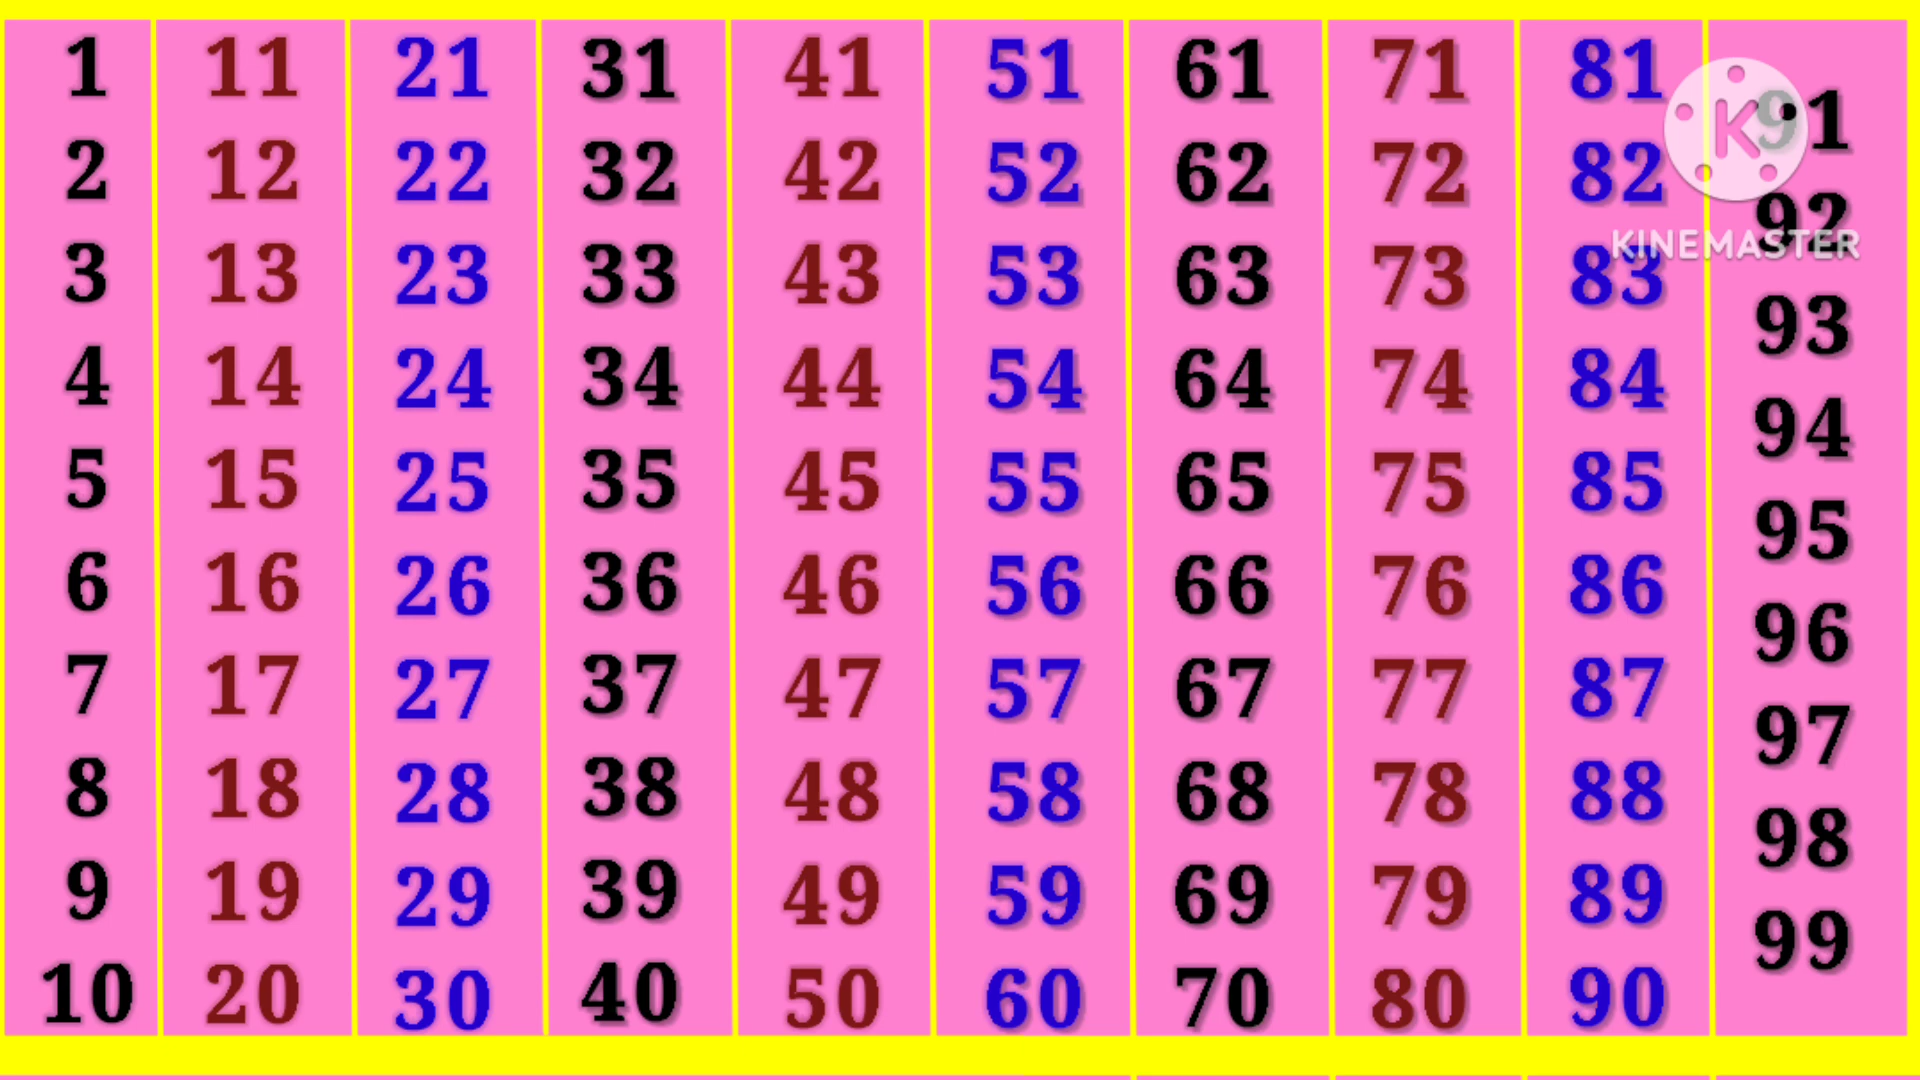 1 11 21 31 41 51 61 71 81 91
2 12 22 32 42 52 62 72 82 92
KINEMASTER
3 13 23 33 43 53 63 73 83 93
4 14 24 34 44 54 64 74 84 94
5 15 25 35 45 55 65 75 85 95
6 16 26 36 46 56 66 76 86 96
7 17 27 37 47 57 67 77 87 97
8 18 28 38 48 58 68 78 88 98
9 19 29 39 49 59 69 79 89 99
10 20 30 40 50 60 70 80 90